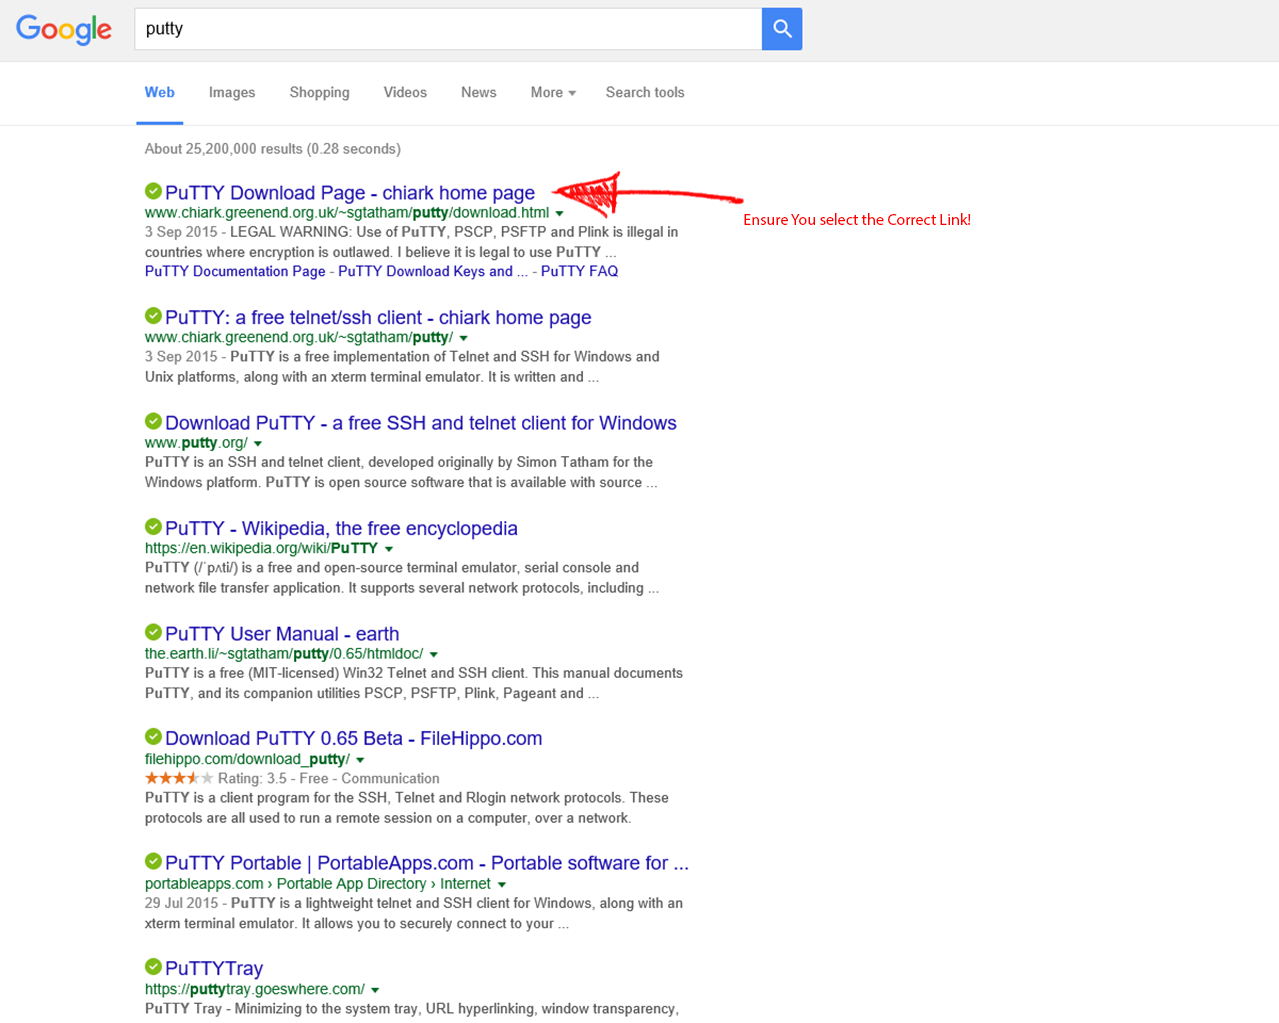 Google
putty
Web Images Shopping Videos News More Search tools
About 25,200,000 results (0.28 seconds)
PuTTY Download Page - chiark home page
www.chiark.greenend.org.uk/~sgtatham/putty/download.html
Ensure You select the Correct Link!
3 Sep 2015 - LEGAL WARNING: Use of PuTTY, PSCP, PSFTP and Plink is illegal in
countries where encryption is outlawed. I believe it is legal to use PuTTY ...
PuTTY Documentation Page - PuTTY Download Keys and ... - PuTTY FAQ
PuTTY: a free telnet/ssh client - chiark home page
www.chiark.greenend.org.uk/~sgtatham/putty/
3 Sep 2015 - PuTTY is a free implementation of Telnet and SSH for Windows and
Unix platforms, along with an xterm terminal emulator. It is written and ...
Download PuTTY - a free SSH and telnet client for Windows
www.putty.org/
PuTTY is an SSH and telnet client, developed originally by Simon Tatham for the
Windows platform. PuTTY is open source software that is available with source ...
PuTTY - Wikipedia, the free encyclopedia
https://en.wikipedia.org/wiki/PuTTY
PuTTY (/ˈpʌti/) is a free and open-source terminal emulator, serial console and
network file transfer application. It supports several network protocols, including ...
PuTTY User Manual - earth
the.earth.li/~sgtatham/putty/0.65/htmldoc/
PuTTY is a free (MIT-licensed) Win32 Telnet and SSH client. This manual documents
PuTTY, and its companion utilities PSCP, PSFTP, Plink, Pageant and ...
Download PuTTY 0.65 Beta - FileHippo.com
filehippo.com/download_putty/
Rating: 3.5 - Free - Communication
PuTTY is a client program for the SSH, Telnet and Rlogin network protocols. These
protocols are all used to run a remote session on a computer, over a network.
PuTTY Portable | PortableApps.com - Portable software for ...
portableapps.com › Portable App Directory › Internet
29 Jul 2015 - PuTTY is a lightweight telnet and SSH client for Windows, along with an
xterm terminal emulator. It allows you to securely connect to your ...
PuTTYTray
https://puttytray.goeswhere.com/
PuTTY Tray - Minimizing to the system tray, URL hyperlinking, window transparency,